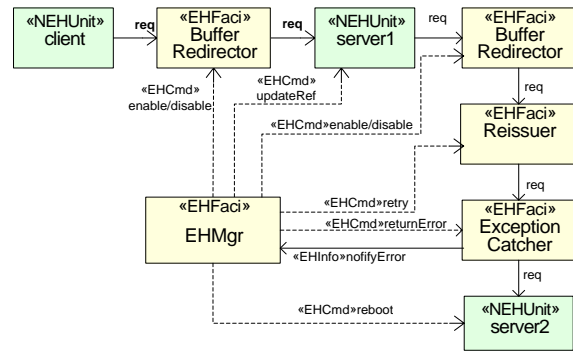 «NEHUnit»
client
req
«EHFaci»
Buffer
Redirector
req
«NEHUnit»
server1
req
«EHFaci»
Buffer
Redirector
«EHCmd»
enable/disable
«EHCmd»
updateRef
«EHCmd»enable/disable
req
«EHFaci»
Reissuer
«EHCmd»retry
req
«EHFaci»
EHMgr
«EHCmd»returnError
«EHInfo»nofifyError
«EHFaci»
Exception
Catcher
req
«EHCmd»reboot
«NEHUnit»
server2